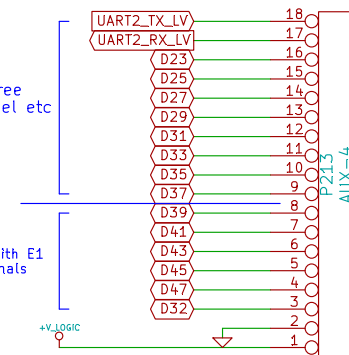 UART2_TX_LV 18
UART2_RX_LV 17
D23 16
D25 15
D27 14
D29 13
D31 12
D33 11
D35 10
D37 9
D39 8
D41 7
D43 6
D45 5
D47 4
D32 3
2
+V_LOGIC 1
ree
el etc
ith E1
nals
P213
AUX-4